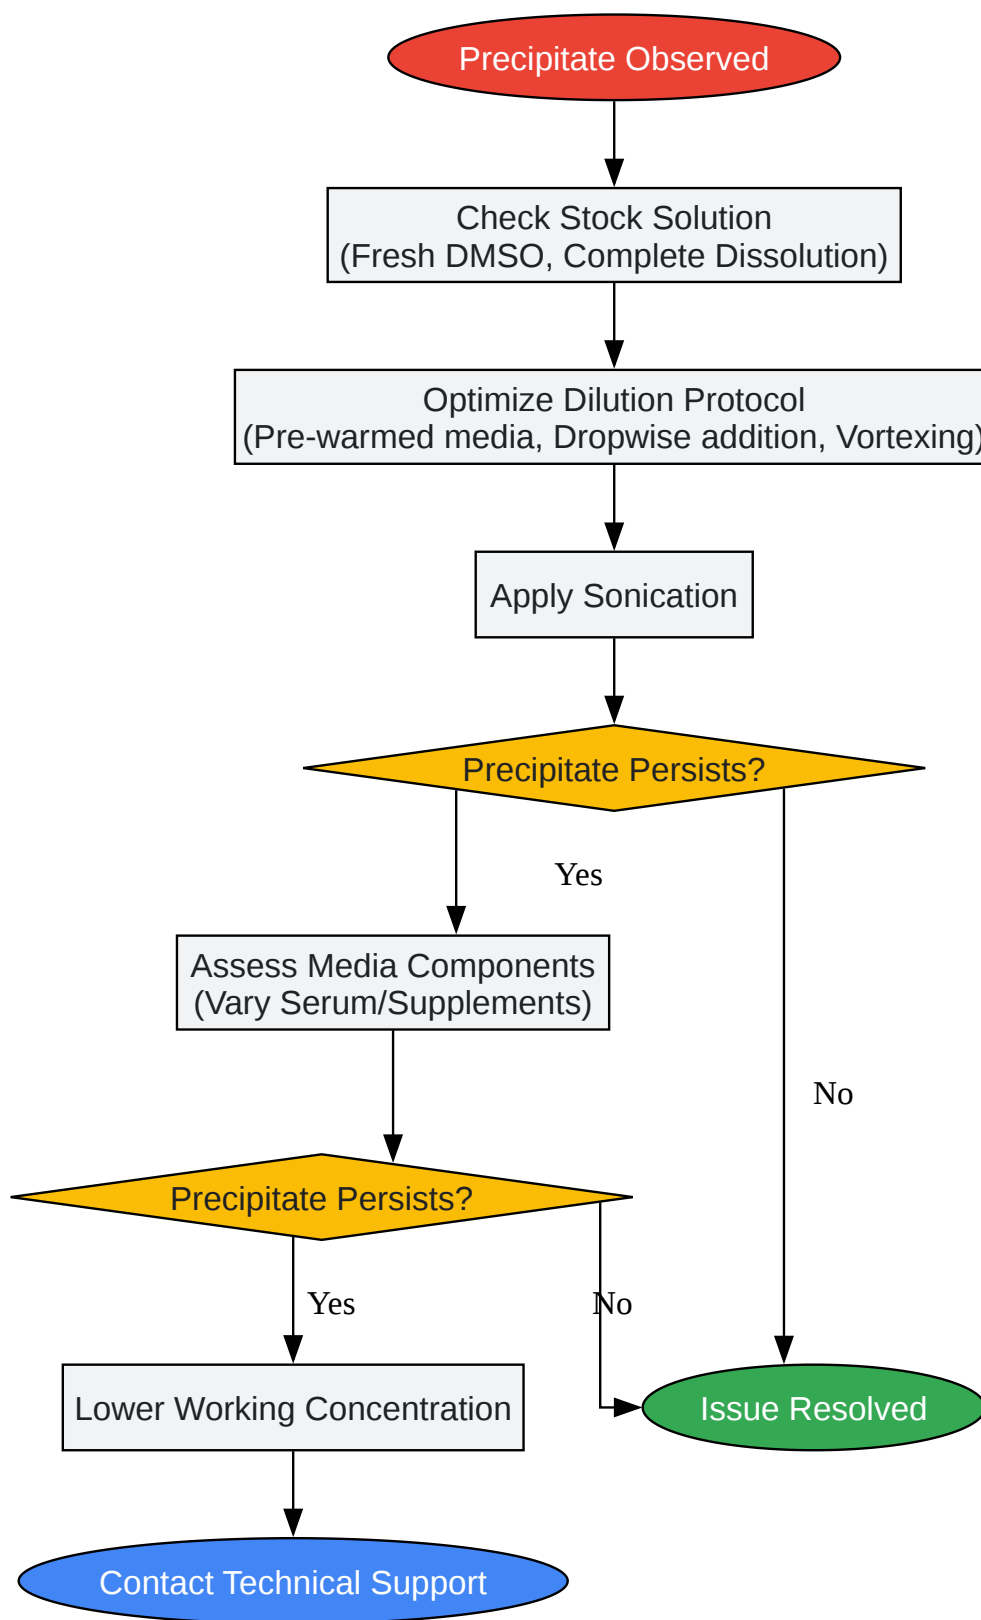 Precipitate Observed
Check Stock Solution
(Fresh DMSO, Complete Dissolution)
Optimize Dilution Protocol
(Pre-warmed media, Dropwise addition, Vortexing)
Apply Sonication
Precipitate Persists?
Yes
Assess Media Components
(Vary Serum/Supplements)
No
Precipitate Persists?
Yes
No
Lower Working Concentration
Issue Resolved
Contact Technical Support